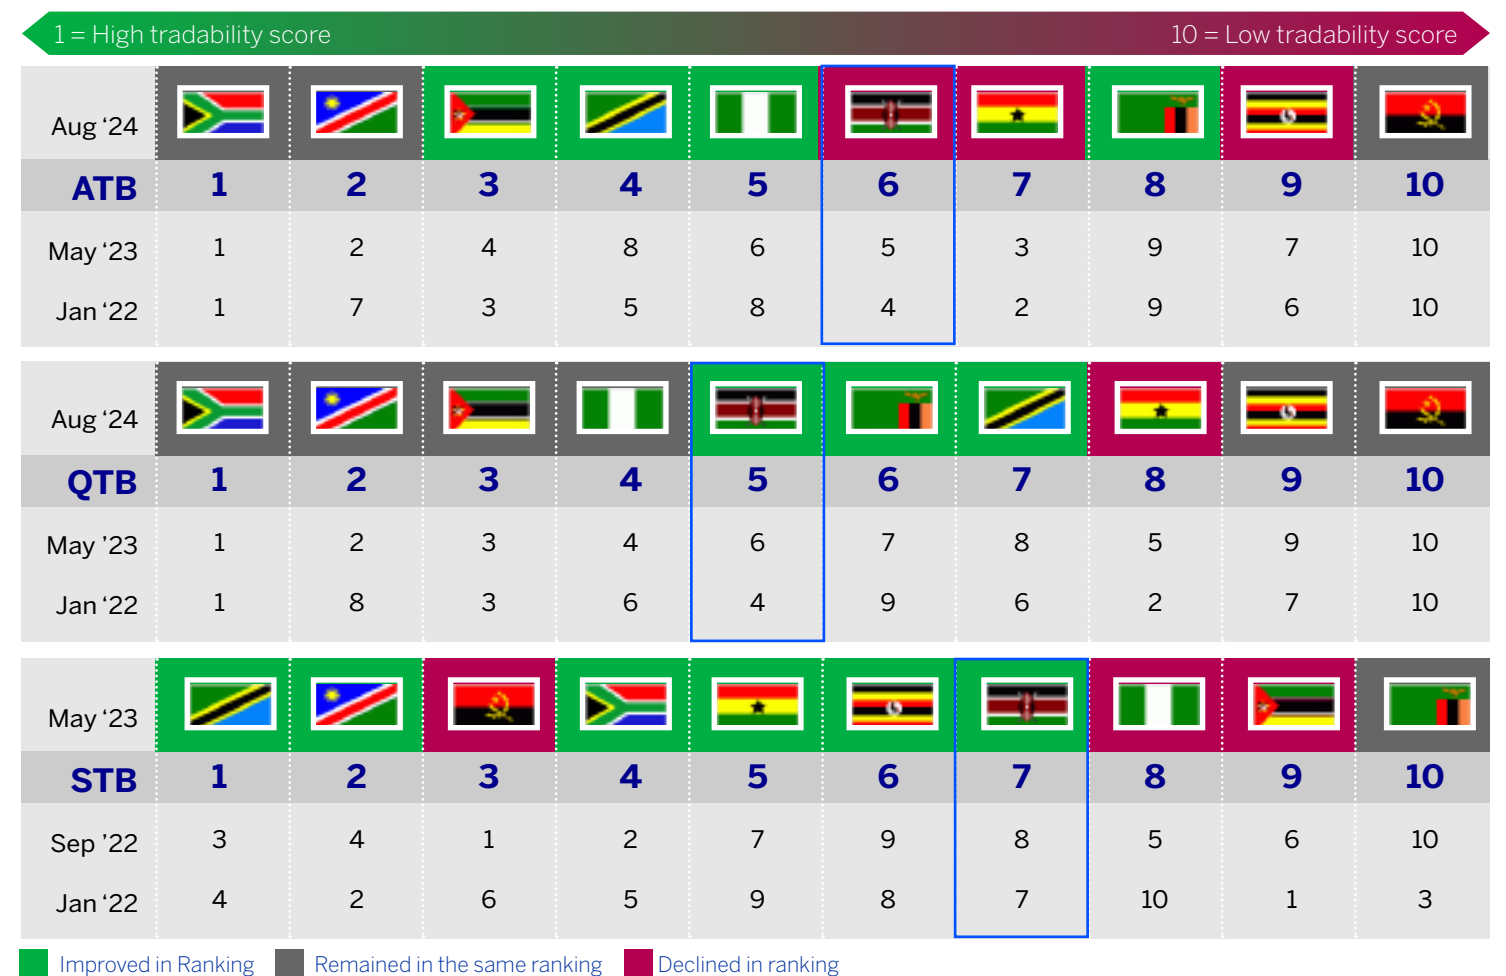 1 = High tradability score 10 = Low tradability score
Aug ‘24
ATB 1 2 3 4 5 6 7 8 9 10
May ‘23 1 2 4 8 6 5 3 9 7 10
Jan ‘22 1 7 3 5 8 4 2 9 6 10
Aug ‘24
QTB 1 2 3 4 5 6 7 8 9 10
May ’23 1 2 3 4 6 7 8 5 9 10
Jan ‘22 1 8 3 6 4 9 6 2 7 10
May ‘23
STB 1 2 3 4 5 6 7 8 9 10
Sep ’22 3 4 1 2 7 9 8 5 6 10
Jan ‘22 4 2 6 5 9 8 7 10 1 3
Improved in Ranking Remained in the same ranking Declined in ranking